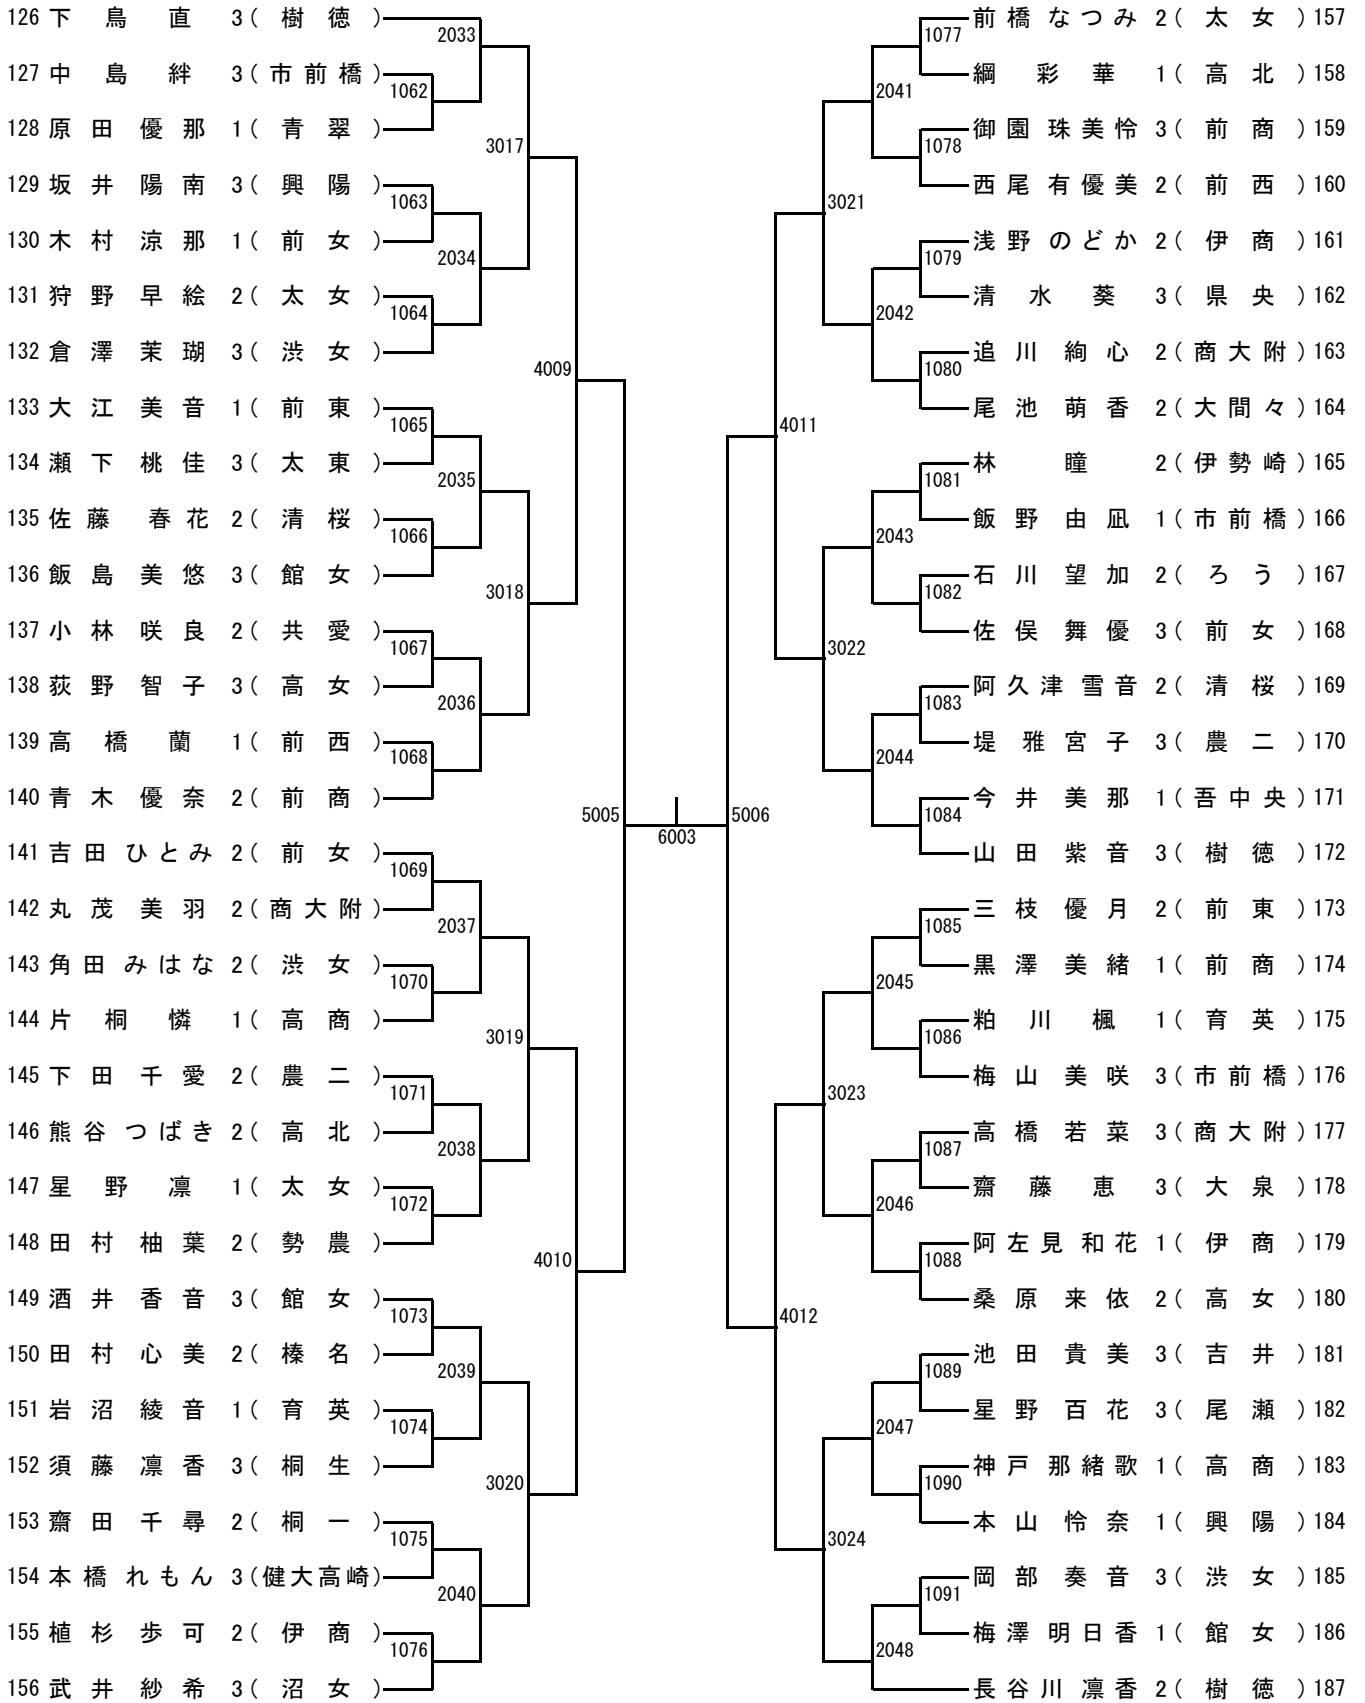 126 下鳥直 3 ( 樹徳 )
127 中島絆 3 ( 市前橋 )
128 原田優那 1 ( 青翠 )
129 坂井陽南 3 ( 興陽 )
130 木村涼那 1 ( 前女 )
131 狩野早絵 2 ( 太女 )
132 倉澤茉瑚 3 ( 渋女 )
133 大江美音 1 ( 前東 )
134 瀬下桃佳 3 ( 太東 )
135 佐藤春花 2 ( 清桜 )
136 飯島美悠 3 ( 館女 )
137 小林咲良 2 ( 共愛 )
138 荻野智子 3 ( 高女 )
139 高橋蘭 1 ( 前西 )
140 青木優奈 2 ( 前商 )
141 吉田ひとみ 2 ( 前女 )
142 丸茂美羽 2 ( 商大附 )
143 角田みはな 2 ( 渋女 )
144 片桐憐 1 ( 高商 )
145 下田千愛 2 ( 農二 )
146 熊谷つばき 2 ( 高北 )
147 星野凛 1 ( 太女 )
148 田村柚葉 2 ( 勢農 )
149 酒井香音 3 ( 館女 )
150 田村心美 2 ( 榛名 )
151 岩沼綾音 1 ( 育英 )
152 須藤凛香 3 ( 桐生 )
153 齋田千尋 2 ( 桐一 )
154 本橋れもん 3 ( 健大高崎 )
155 植杉歩可 2 ( 伊商 )
156 武井紗希 3 ( 沼女 )
1062
1063
1064
1065
1066
1067
1068
1069
1070
1071
1072
1073
1074
1075
1076
2033
2034
2035
2036
2037
2038
2039
2040
3017
3018
3019
3020
4009
4010
5005
6003
5006
4011
4012
3021
3022
3023
3024
2041
2042
2043
2044
2045
2046
2047
2048
1077
1078
1079
1080
1081
1082
1083
1084
1085
1086
1087
1088
1089
1090
1091
前橋なつみ 2 ( 太女 ) 157
綱彩華 1 ( 高北 ) 158
御園珠美怜 3 ( 前商 ) 159
西尾有優美 2 ( 前西 ) 160
浅野のどか 2 ( 伊商 ) 161
清水葵 3 ( 県央 ) 162
追川絢心 2 ( 商大附 ) 163
尾池萌香 2 ( 大間々 ) 164
林瞳 2 ( 伊勢崎 ) 165
飯野由凪 1 ( 市前橋 ) 166
石川望加 2 ( ろう ) 167
佐俣舞優 3 ( 前女 ) 168
阿久津雪音 2 ( 清桜 ) 169
堤雅宮子 3 ( 農二 ) 170
今井美那 1 ( 吾中央 ) 171
山田紫音 3 ( 樹徳 ) 172
三枝優月 2 ( 前東 ) 173
黒澤美緒 1 ( 前商 ) 174
粕川楓 1 ( 育英 ) 175
梅山美咲 3 ( 市前橋 ) 176
高橋若菜 3 ( 商大附 ) 177
齋藤恵 3 ( 大泉 ) 178
阿左見和花 1 ( 伊商 ) 179
桑原来依 2 ( 高女 ) 180
池田貴美 3 ( 吉井 ) 181
星野百花 3 ( 尾瀬 ) 182
神戸那緒歌 1 ( 高商 ) 183
本山怜奈 1 ( 興陽 ) 184
岡部奏音 3 ( 渋女 ) 185
梅澤明日香 1 ( 館女 ) 186
長谷川凛香 2 ( 樹徳 ) 187